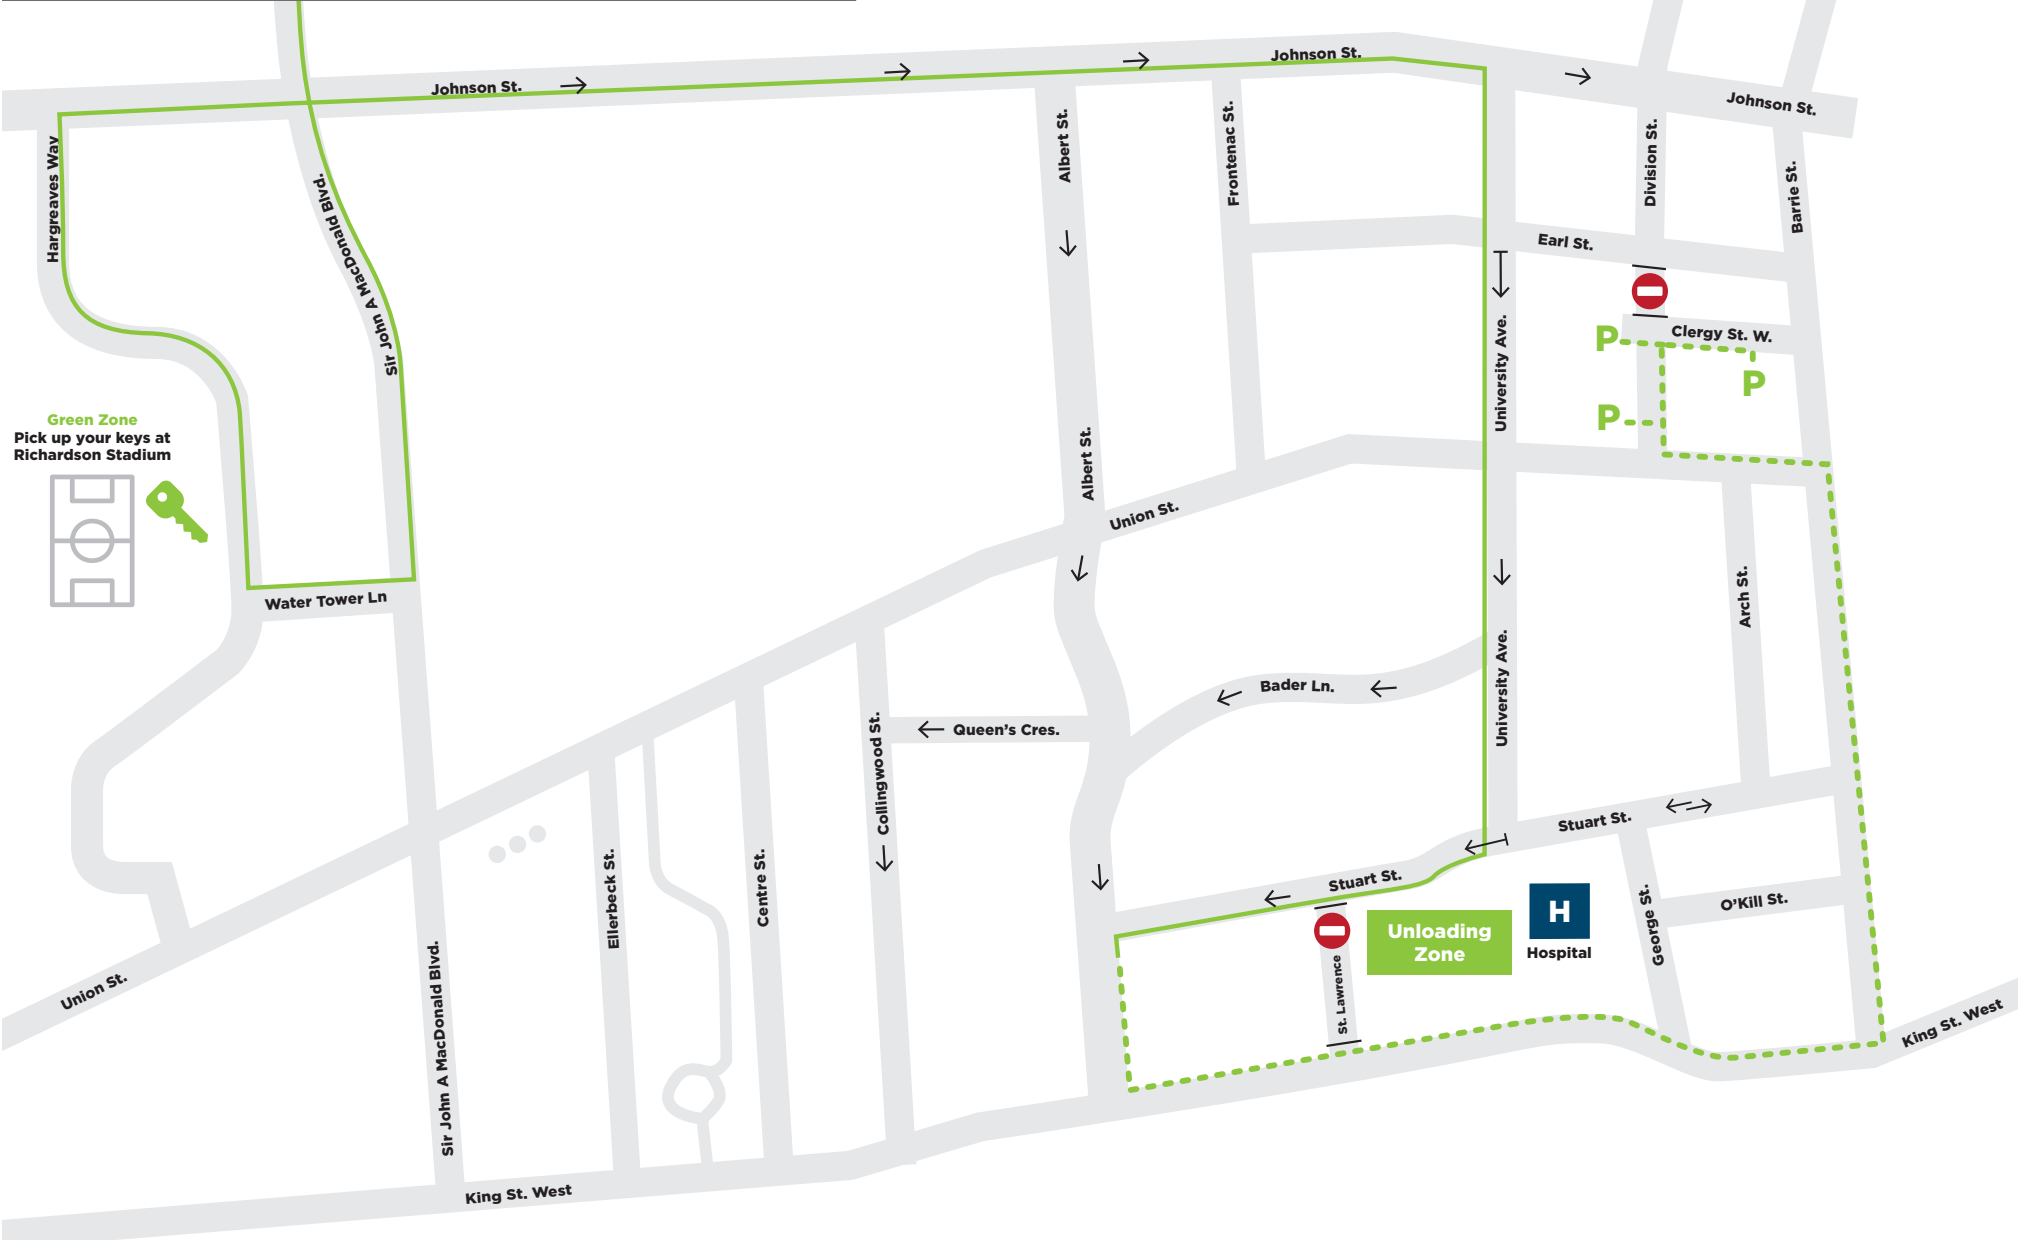 Johnson St.
Johnson St.
Johnson St.
Hargreaves Way
Sir John A MacDonald Blvd.
Albert St.
Frontenac St.
Division St.
Barrie St.
Earl St.
Clergy St. W.
P
P
P
University Ave.
Green Zone
Pick up your keys at
Richardson Stadium
Albert St.
Union St.
Water Tower Ln
Arch St.
University Ave.
Bader Ln.
Queen's Cres.
Collingwood St.
Stuart St.
Stuart St.
Ellerbeck St.
Centre St.
Unloading
Zone
H
Hospital
George St.
O'Kill St.
St. Lawrence
Union St.
Sir John A MacDonald Blvd.
King St. West
King St. West